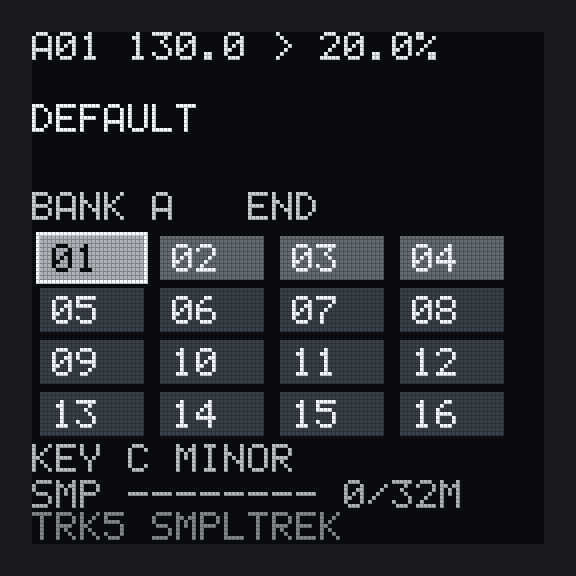 A01 130.0 > 20.0%
DEFAULT
BANK A   END
01 02 03 04
05 06 07 08
09 10 11 12
13 14 15 16
KEY C MINOR
SMP -------- 0/32M
TRK5 SMPLTREK